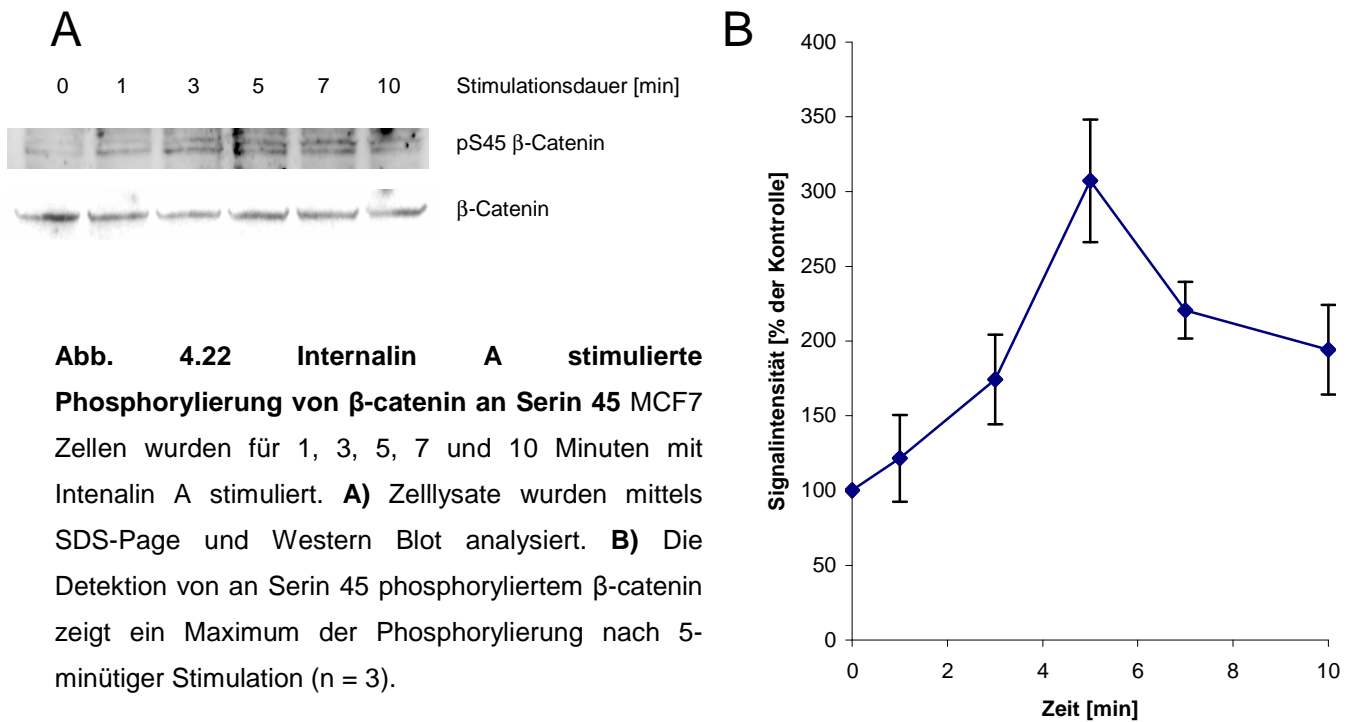 A
0 1 3 5 7 10 Stimulationsdauer [min]
pS45 β-Catenin
β-Catenin
Abb. 4.22 Internalin A stimulierte
Phosphorylierung von β-catenin an Serin 45 MCF7
Zellen wurden für 1, 3, 5, 7 und 10 Minuten mit
Intenalin A stimuliert. A) Zelllysate wurden mittels
SDS-Page und Western Blot analysiert. B) Die
Detektion von an Serin 45 phosphoryliertem β-catenin
zeigt ein Maximum der Phosphorylierung nach 5-
minütiger Stimulation (n = 3).
B
Signalintensität [% der Kontrolle]
400
350
300
250
200
150
100
50
0
0 2 4 6 8 10
Zeit [min]